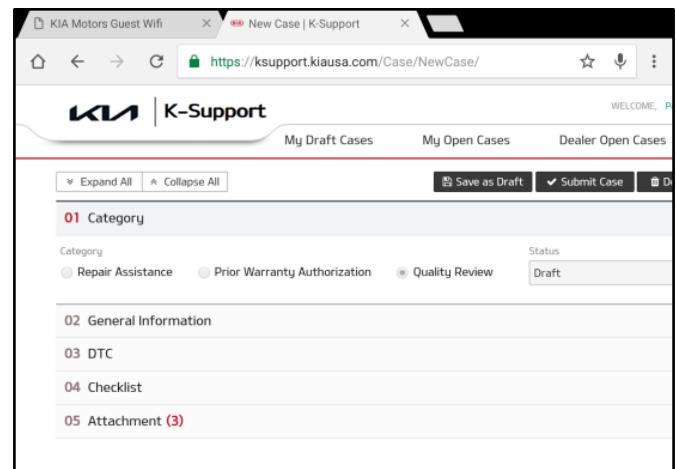 KIA Motors Guest Wifi
New Case | K-Support
https://ksupport.kiausa.com/Case/NewCase/
KIA K-Support
WELCOME,
My Draft Cases My Open Cases Dealer Open Cases
Expand All Collapse All Save as Draft Submit Case
01 Category
Category Status
Repair Assistance Prior Warranty Authorization Quality Review Draft
02 General Information
03 DTC
04 Checklist
05 Attachment (3)